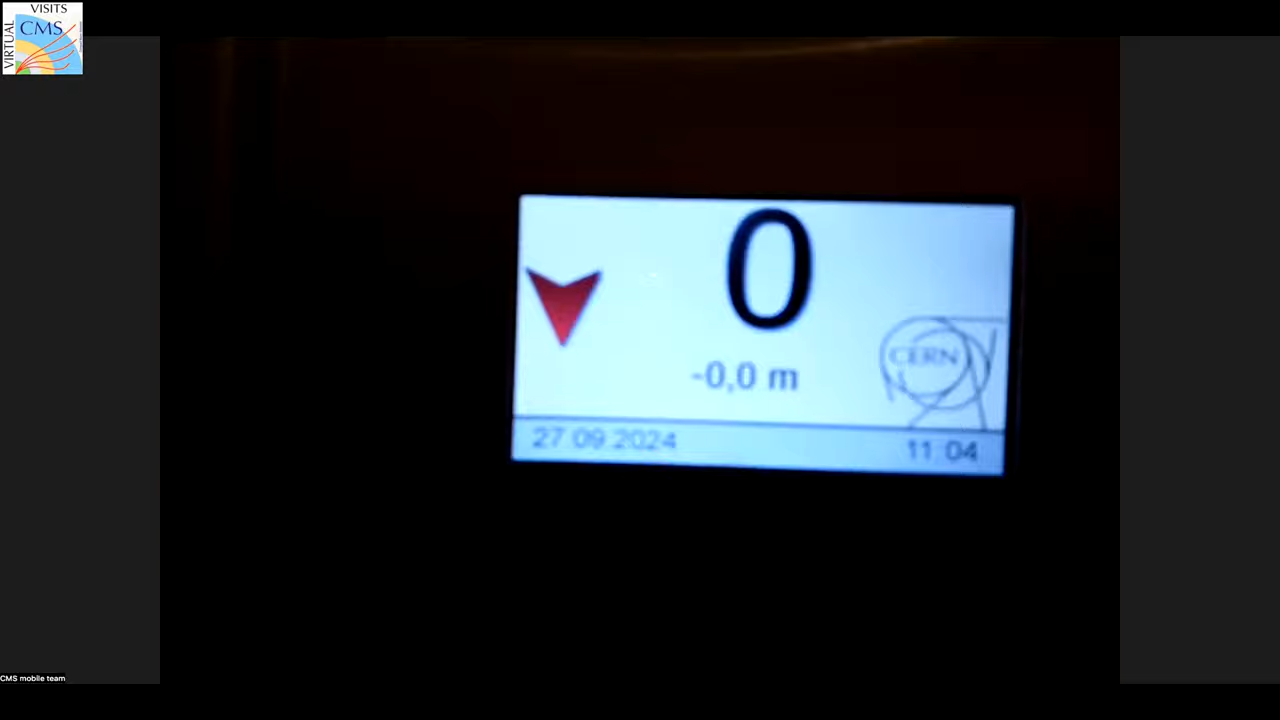 VISITS
VIRTUAL
CMS
0
-0,0 m
CERN
27 09 2024
11 04
CMS mobile team